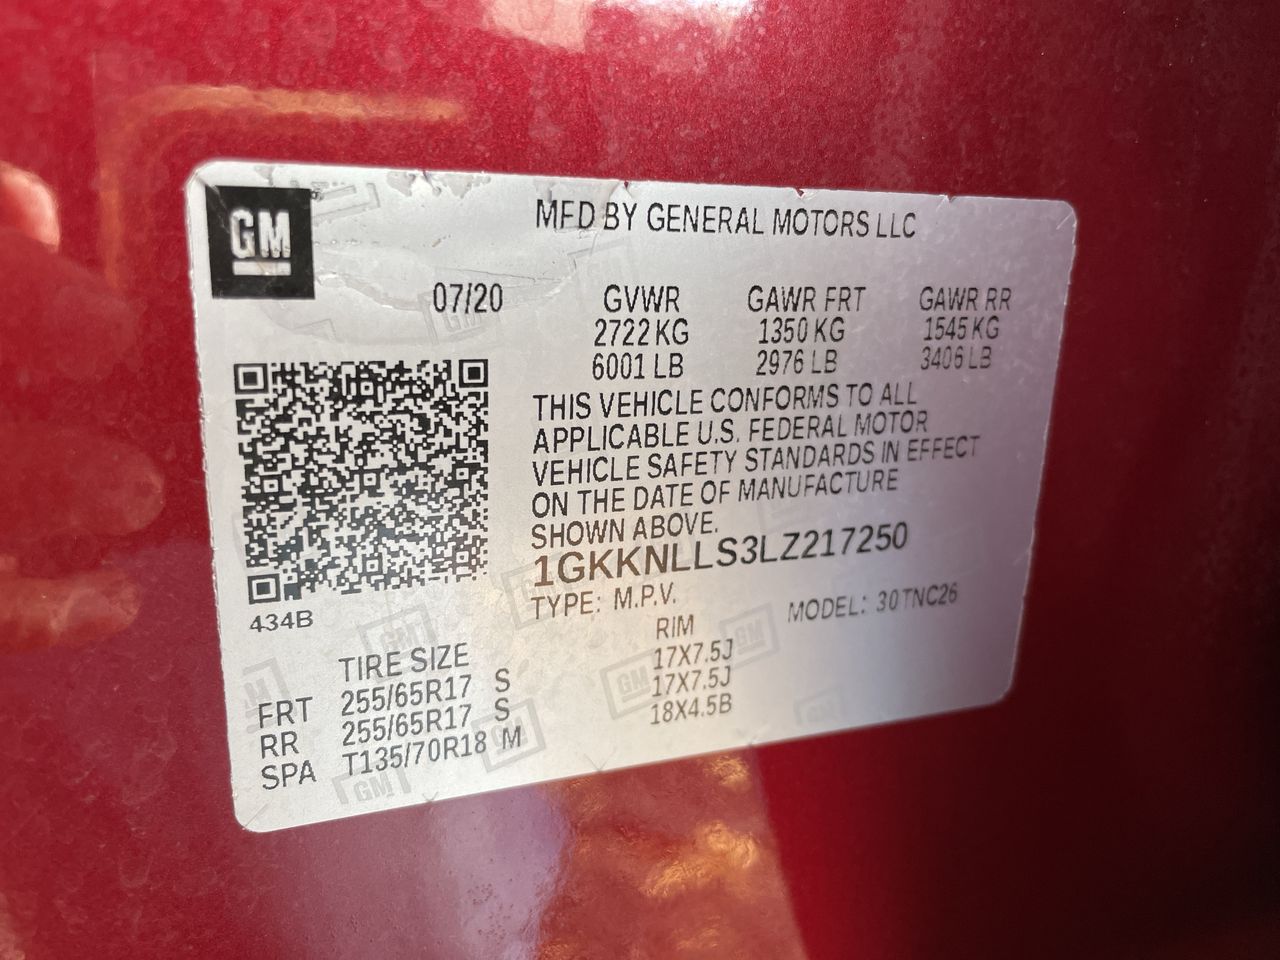 GM
MFD BY GENERAL MOTORS LLC
07/20 GVWR GAWR FRT GAWR RR
2722 KG 1350 KG 1545 KG
6001 LB 2976 LB 3406 LB
THIS VEHICLE CONFORMS TO ALL
APPLICABLE U.S. FEDERAL MOTOR
VEHICLE SAFETY STANDARDS IN EFFECT
ON THE DATE OF MANUFACTURE
SHOWN ABOVE.
1GKKNLLS3LZ217250
TYPE: M.P.V. MODEL: 30TNC26
434B
TIRE SIZE RIM
FRT 255/65R17 S 17X7.5J
RR 255/65R17 S 17X7.5J
SPA T135/70R18 M 18X4.5B